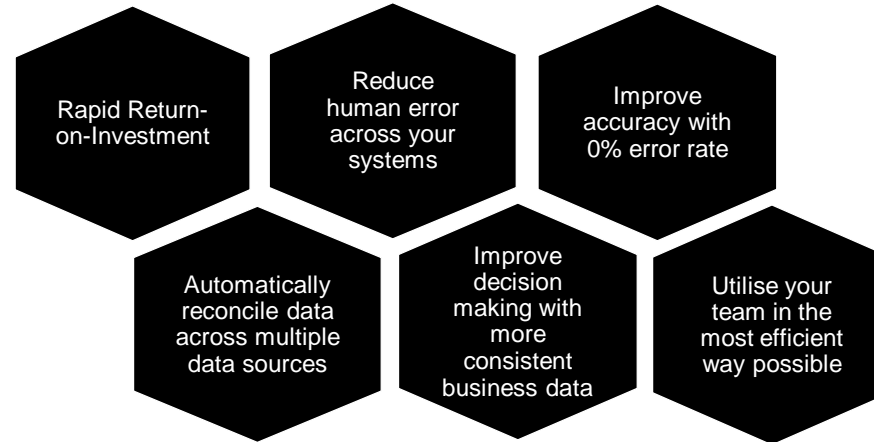 Rapid Return-
on-Investment
Reduce
human error
across your
systems
Improve
accuracy with
0% error rate
Automatically
reconcile data
across multiple
data sources
Improve
decision
making with
more
consistent
business data
Utilise your
team in the
most efficient
way possible